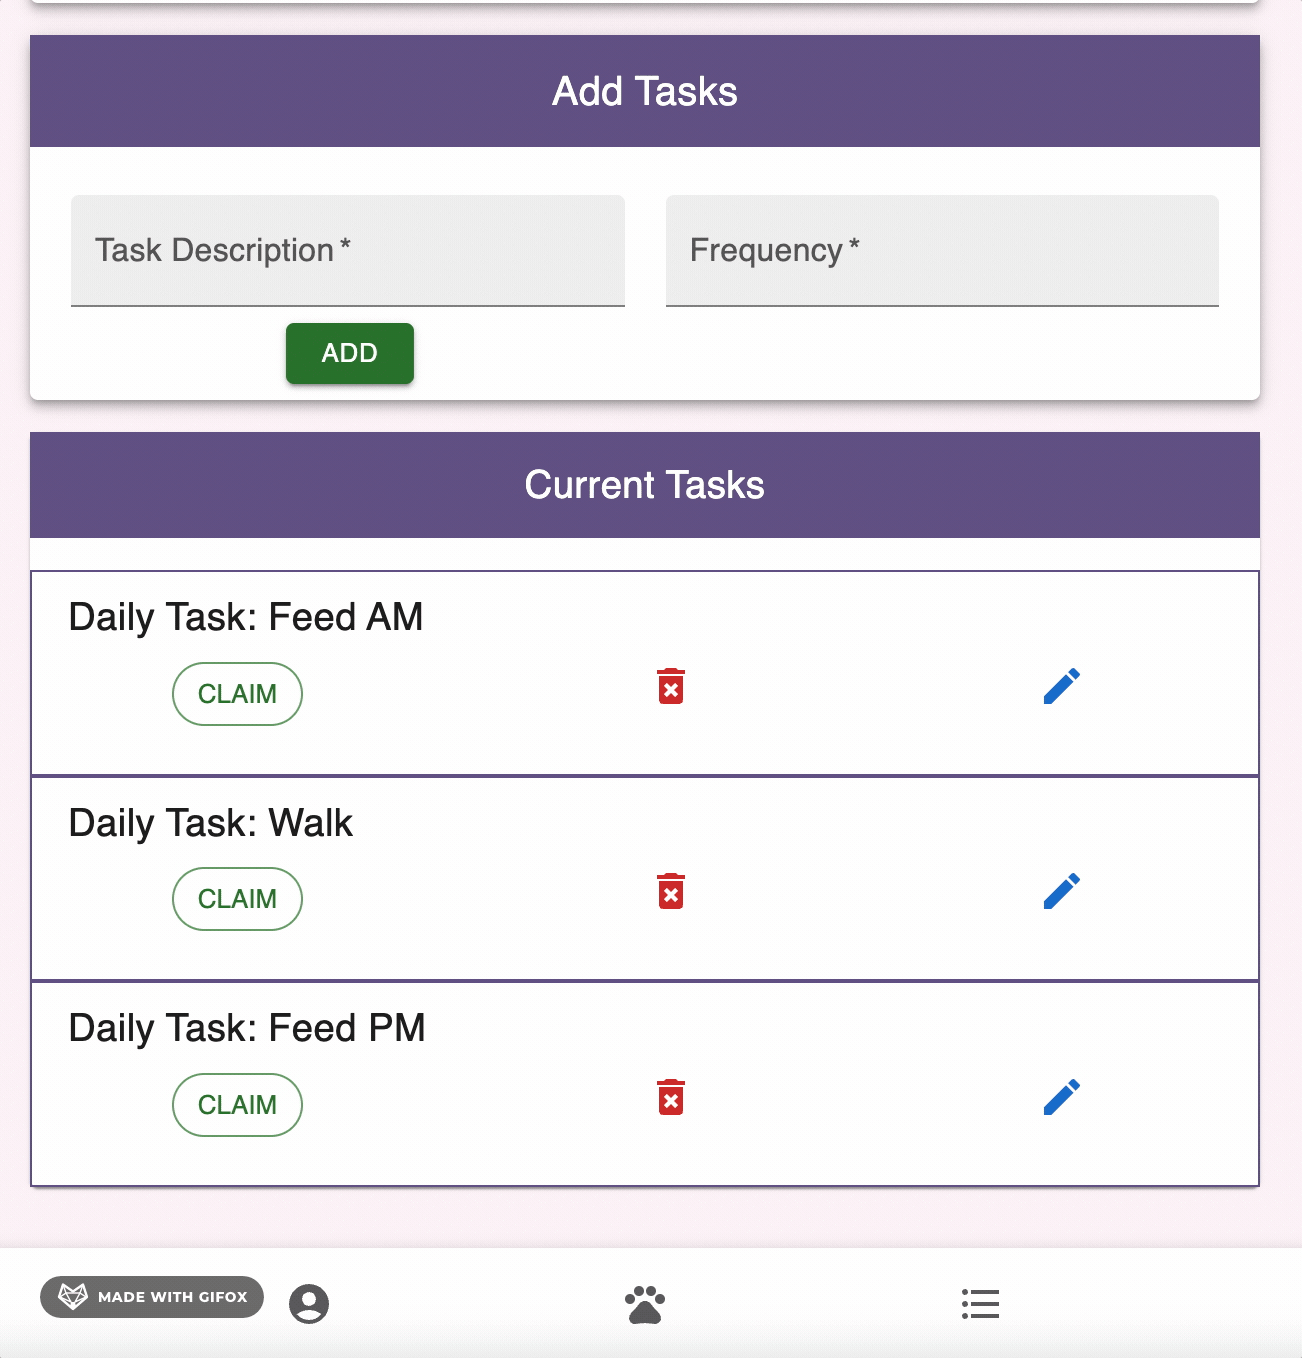 Add Tasks
Task Description *
Frequency *
ADD
Current Tasks
Daily Task: Feed AM
CLAIM
Daily Task: Walk
CLAIM
Daily Task: Feed PM
CLAIM
MADE WITH GIFOX